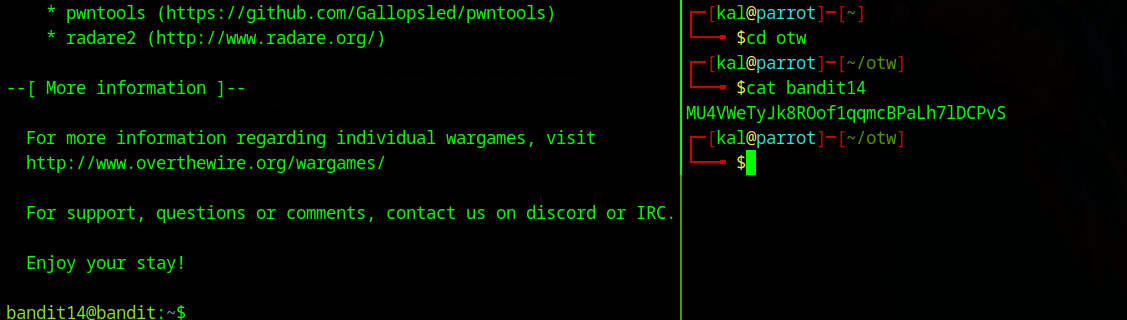 * pwntools (https://github.com/Gallopsled/pwntools)
* radare2 (http://www.radare.org/)
--[ More information ]--
For more information regarding individual wargames, visit
http://www.overthewire.org/wargames/
For support, questions or comments, contact us on discord or IRC.
Enjoy your stay!
bandit14@bandit:~$
[kal@parrot]─[~]
$cd otw
[kal@parrot]─[~/otw]
$cat bandit14
MU4VWeTyJk8ROof1qqmcBPaLh7lDCPvS
[kal@parrot]─[~/otw]
$